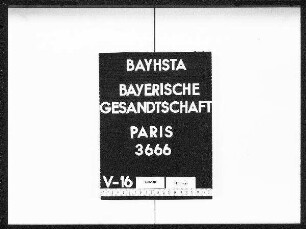 BAYHSTA
BAYERISCHE
GESANDTSCHAFT
PARIS
3666
V-16